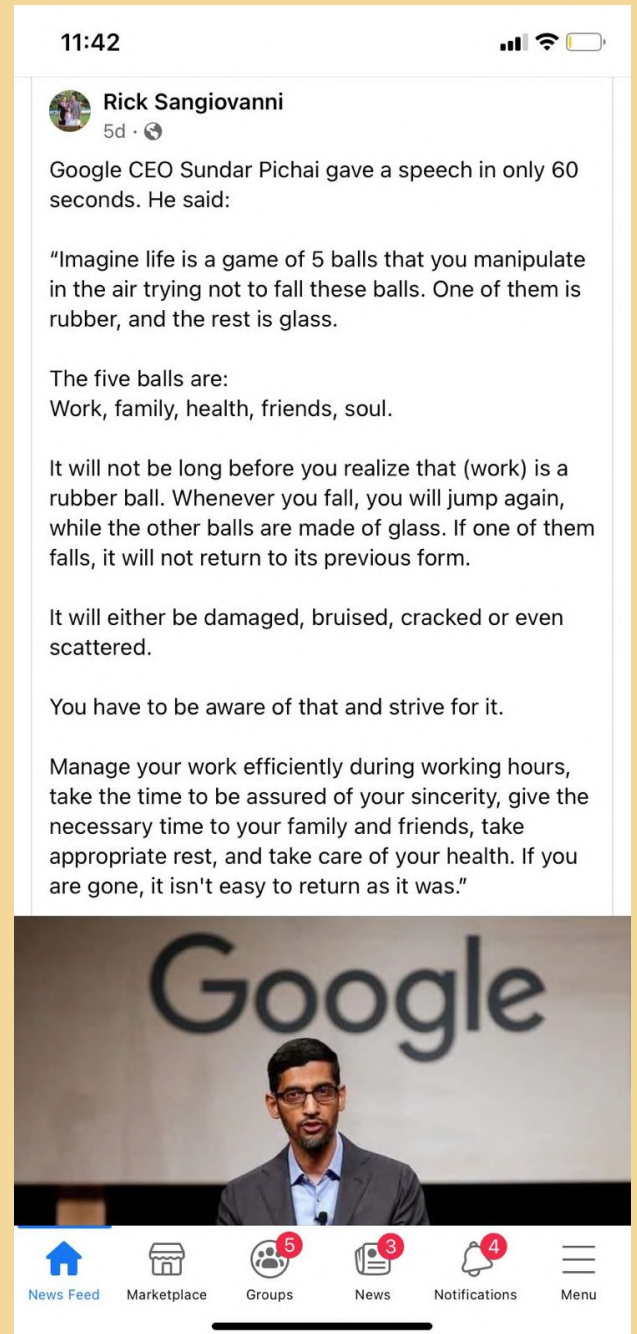 11:42
Rick Sangiovanni
5d ·
Google CEO Sundar Pichai gave a speech in only 60
seconds. He said:
“Imagine life is a game of 5 balls that you manipulate
in the air trying not to fall these balls. One of them is
rubber, and the rest is glass.
The five balls are:
Work, family, health, friends, soul.
It will not be long before you realize that (work) is a
rubber ball. Whenever you fall, you will jump again,
while the other balls are made of glass. If one of them
falls, it will not return to its previous form.
It will either be damaged, bruised, cracked or even
scattered.
You have to be aware of that and strive for it.
Manage your work efficiently during working hours,
take the time to be assured of your sincerity, give the
necessary time to your family and friends, take
appropriate rest, and take care of your health. If you
are gone, it isn't easy to return as it was.”
Google
5 3 4
News Feed Marketplace Groups News Notifications Menu